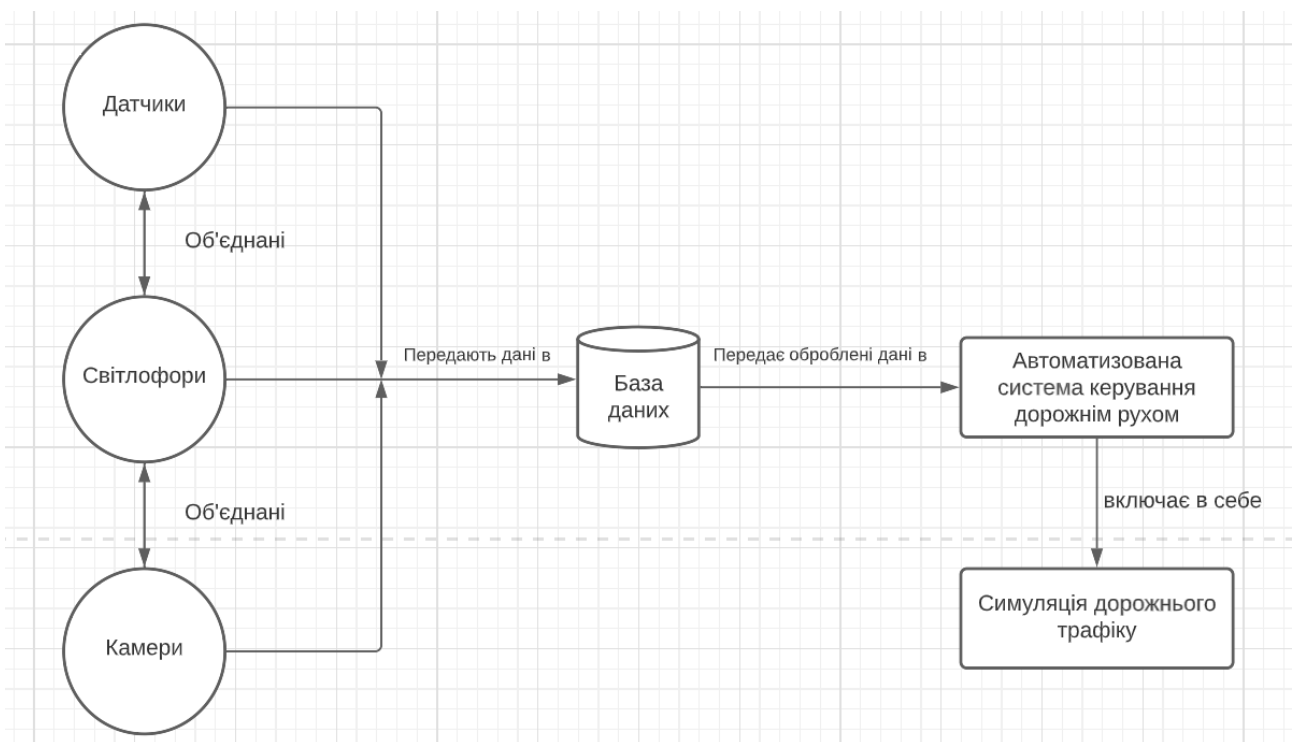 Датчики
Об'єднані
Світлофори
Передають дані в
База
даних
Передає оброблені дані в
Автоматизована
система керування
дорожнім рухом
Об'єднані
включає в себе
Камери
Симуляція дорожнього
трафіку